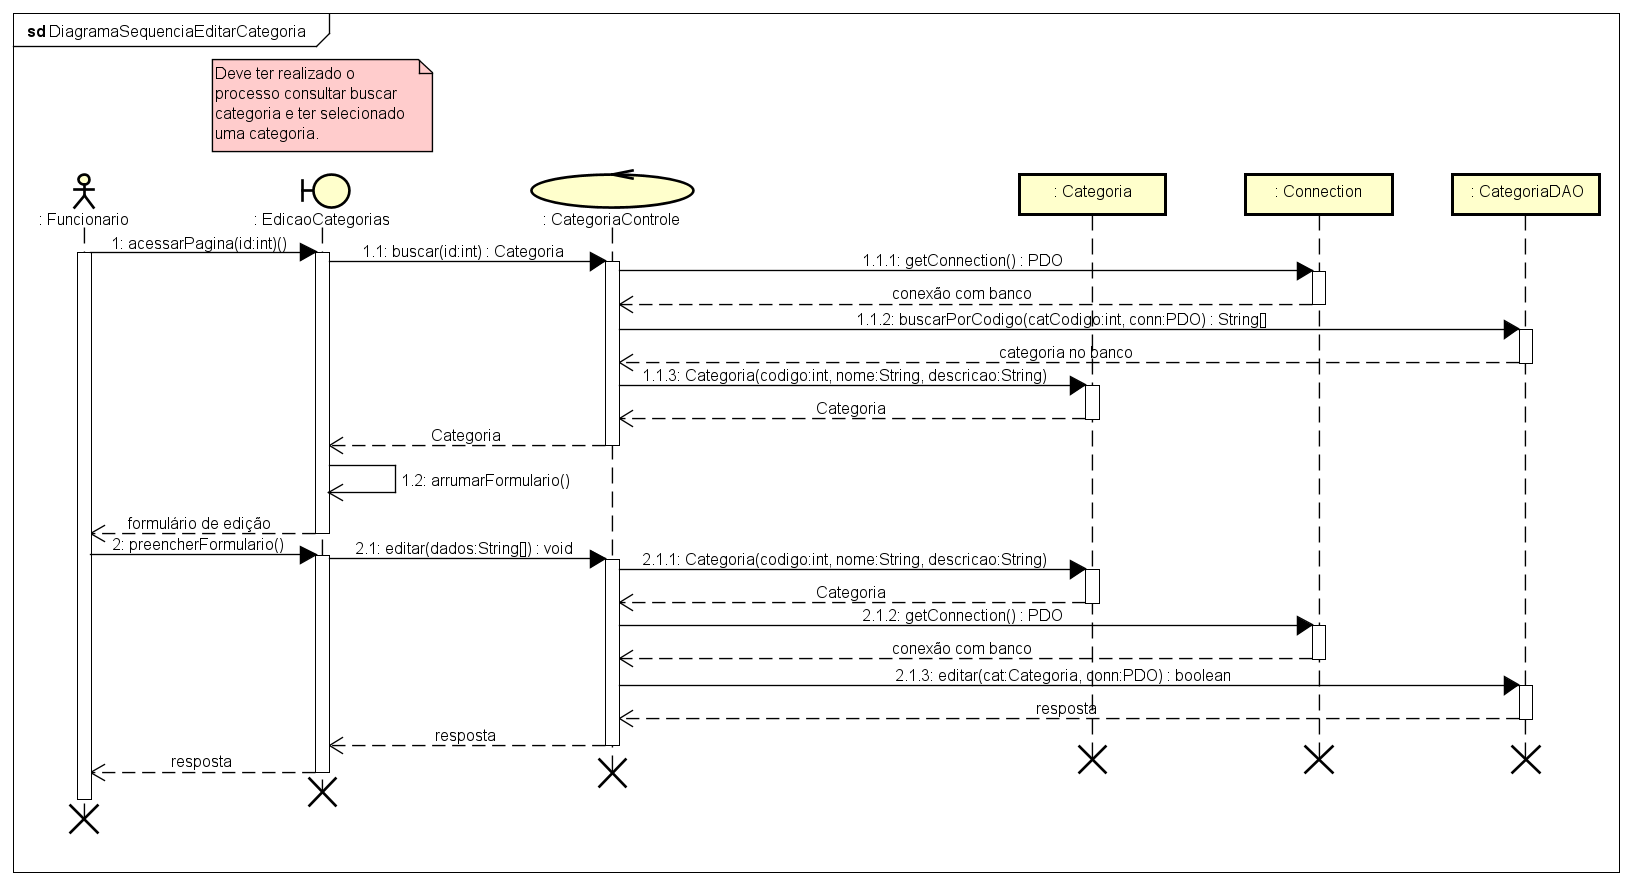 sd DiagramaSequenciaEditarCategoria
Deve ter realizado o
processo consultar buscar
categoria e ter selecionado
uma categoria.
: Funcionario
: EdicaoCategorias
: CategoriaControle
: Categoria
: Connection
: CategoriaDAO
1: acessarPagina(id:int)()
1.1: buscar(id:int) : Categoria
1.1.1: getConnection() : PDO
conexão com banco
1.1.2: buscarPorCodigo(catCodigo:int, conn:PDO) : String[]
categoria no banco
1.1.3: Categoria(codigo:int, nome:String, descricao:String)
Categoria
Categoria
1.2: arrumarFormulario()
formulário de edição
2: preencherFormulario()
2.1: editar(dados:String[]) : void
2.1.1: Categoria(codigo:int, nome:String, descricao:String)
Categoria
2.1.2: getConnection() : PDO
conexão com banco
2.1.3: editar(cat:Categoria, conn:PDO) : boolean
resposta
resposta
resposta